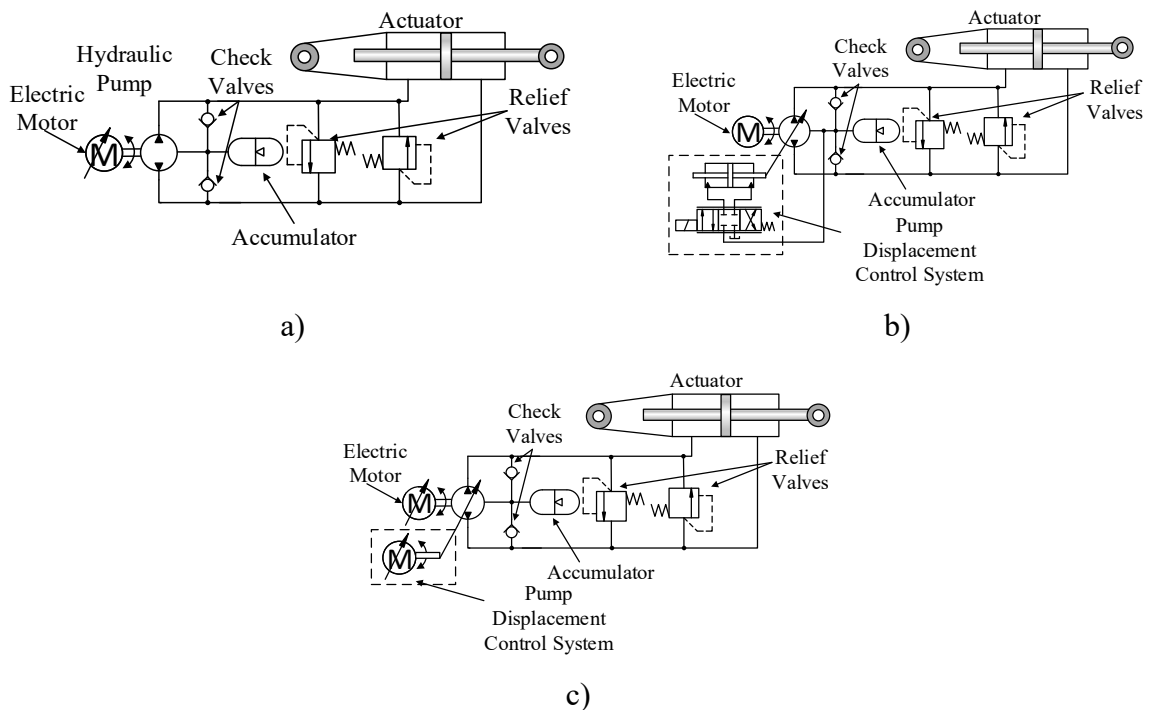 Actuator
Hydraulic
Pump
Check
Valves
Electric
Motor
M
Relief
Valves
Accumulator
a)
Actuator
Check
Valves
Electric
Motor
M
Relief
Valves
Accumulator
Pump
Displacement
Control System
b)
Actuator
Check
Valves
Electric
Motor
M
M
Relief
Valves
Accumulator
Pump
Displacement
Control System
c)